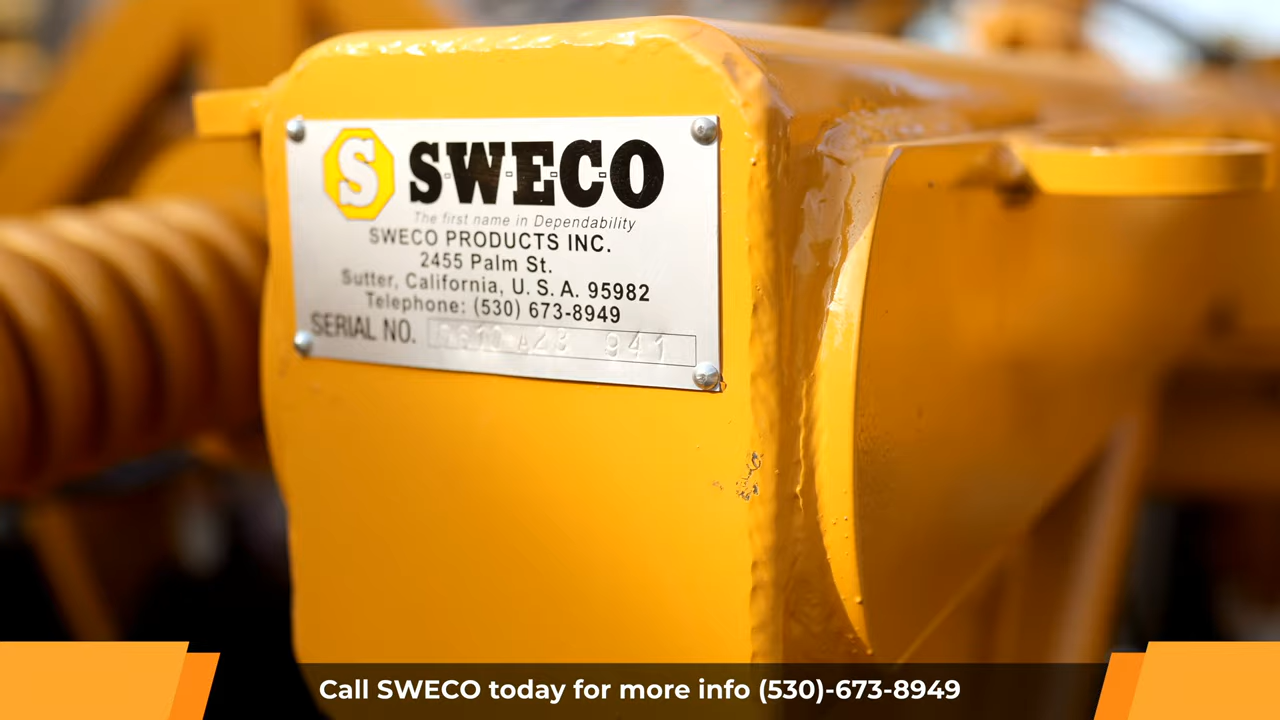 S SWECO
The first name in Dependability
SWECO PRODUCTS INC.
2455 Palm St.
Sutter, California, U. S. A. 95982
Telephone: (530) 673-8949
SERIAL NO. 941
Call SWECO today for more info (530)-673-8949